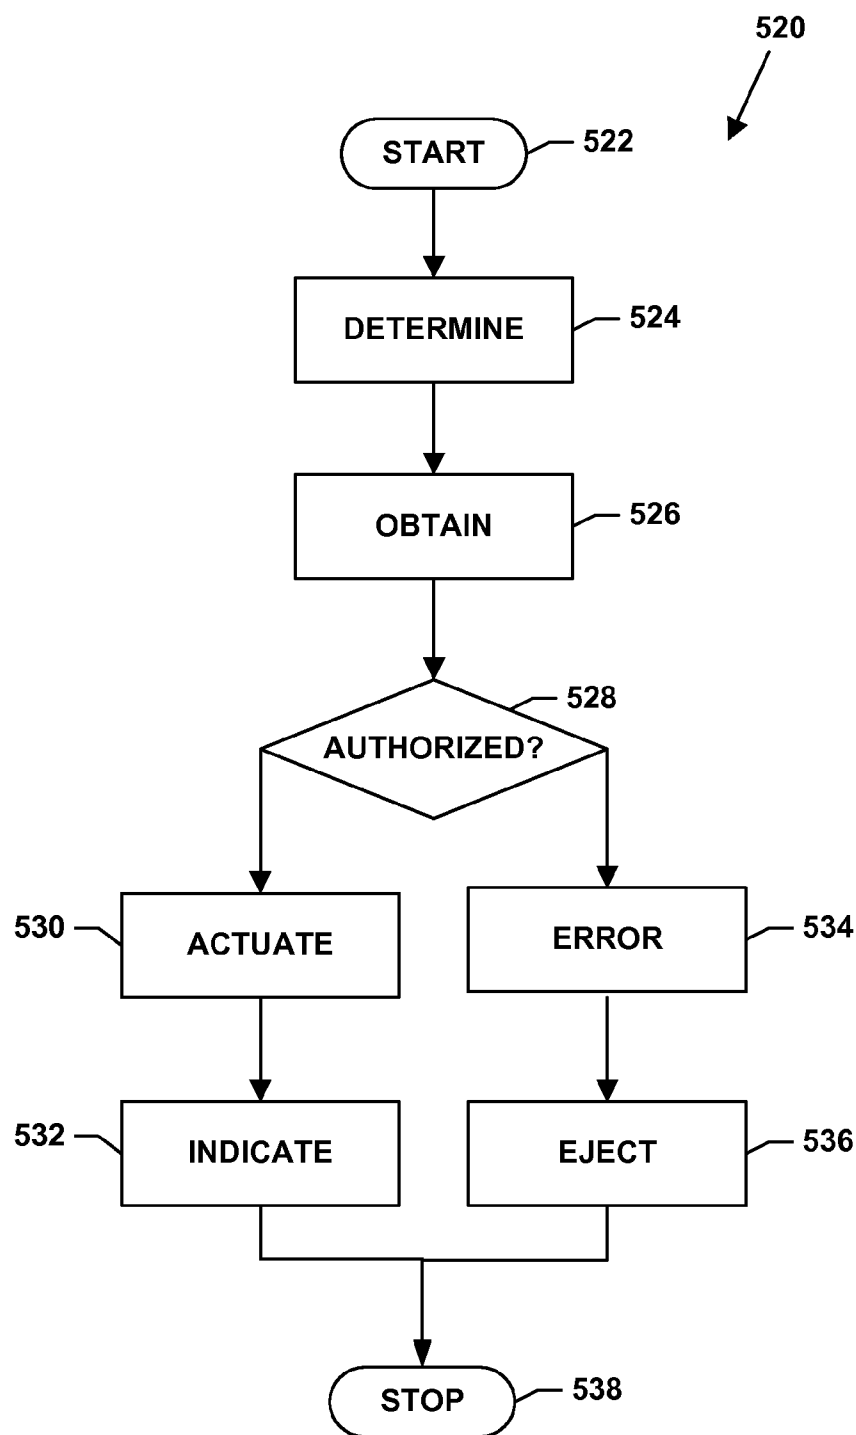 520
START
522
DETERMINE
524
OBTAIN
526
528
AUTHORIZED?
530
ACTUATE
ERROR
534
532
INDICATE
EJECT
536
STOP
538